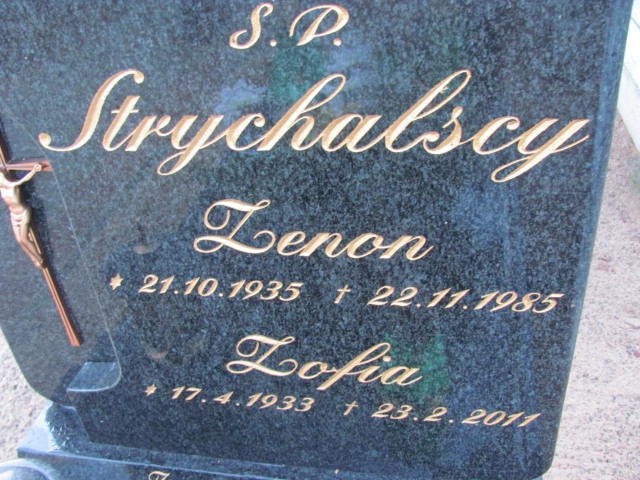 Ś.P.
Strychalscy
Zenon
* 21.10.1935 † 22.11.1985
Zofia
* 17.4.1933 † 23.2.2011